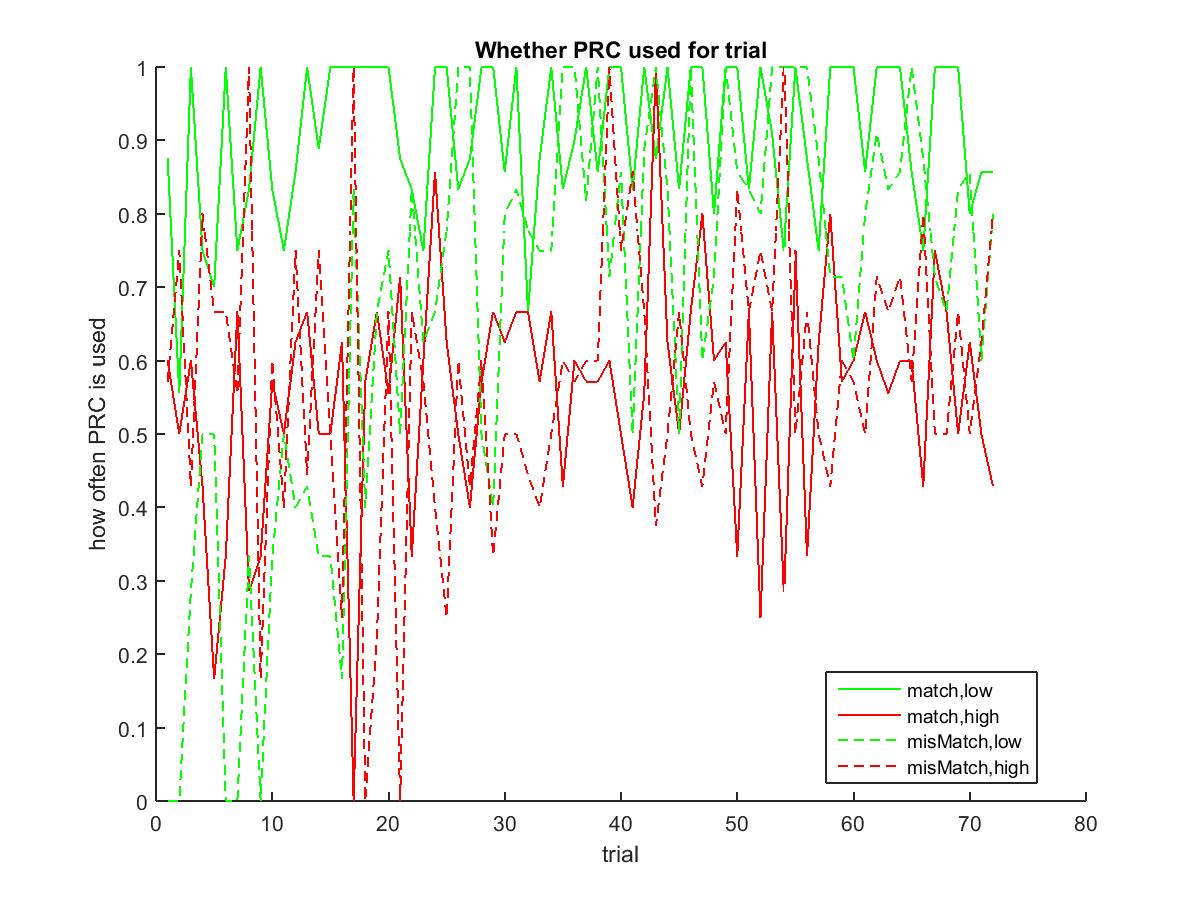 Whether PRC used for trial
how often PRC is used
1
0.9
0.8
0.7
0.6
0.5
0.4
0.3
0.2
0.1
0
match,low
match,high
misMatch,low
misMatch,high
0 10 20 30 40 50 60 70 80
trial